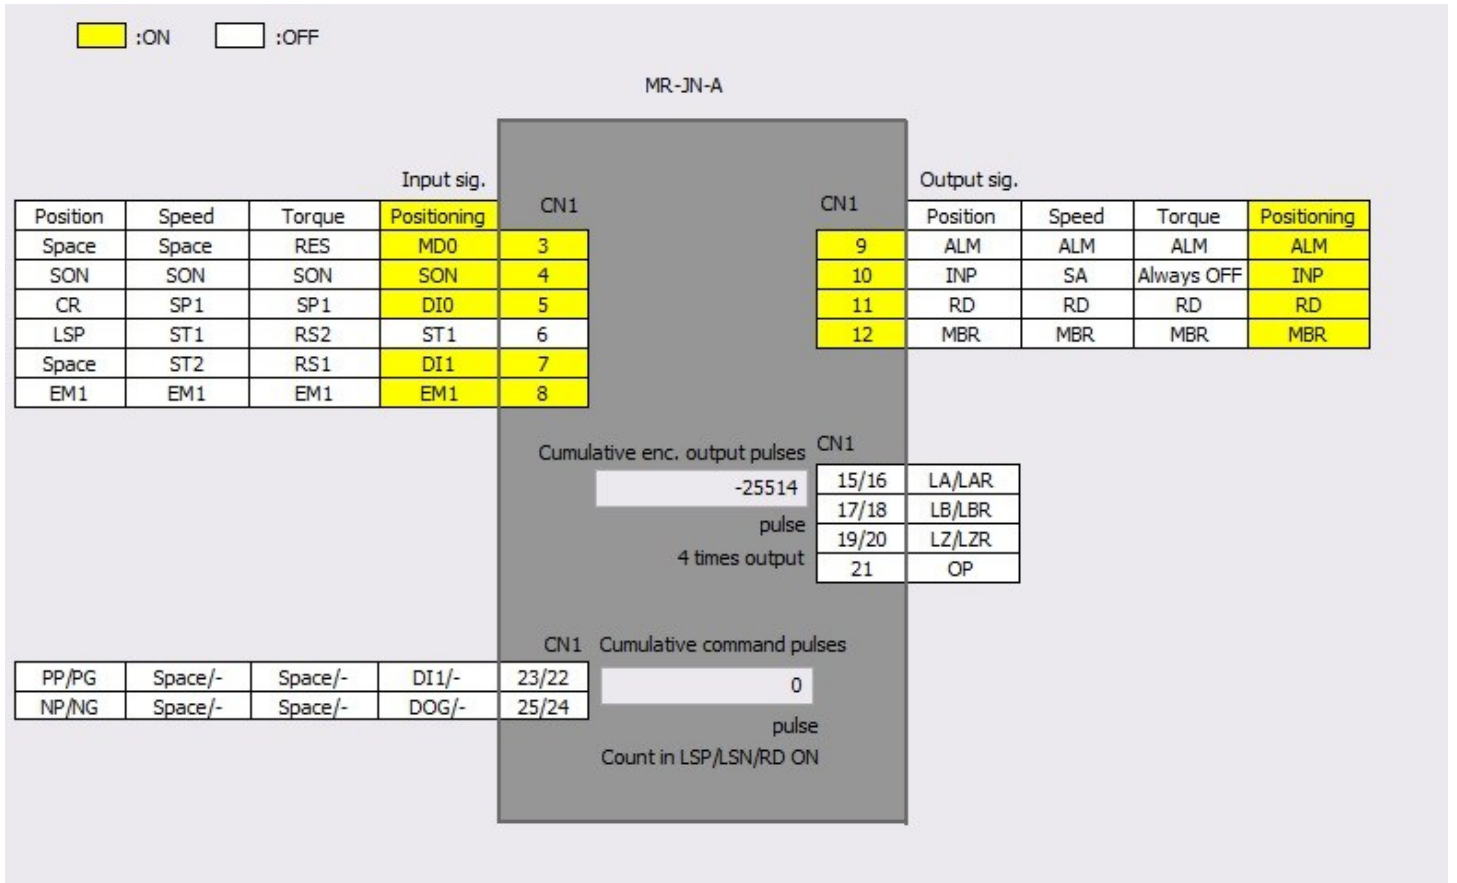 :ON :OFF
MR-JN-A
Input sig. Output sig.
CN1 CN1
Position Speed Torque Positioning Position Speed Torque Positioning
Space Space RES MD0 3 9 ALM ALM ALM ALM
SON SON SON SON 4 10 INP SA Always OFF INP
CR SP1 SP1 DI0 5 11 RD RD RD RD
LSP ST1 RS2 ST1 6 12 MBR MBR MBR MBR
Space ST2 RS1 DI1 7
EM1 EM1 EM1 EM1 8
Cumulative enc. output pulses CN1
-25514 15/16 LA/LAR
17/18 LB/LBR
pulse
19/20 LZ/LZR
4 times output
21 OP
CN1 Cumulative command pulses
PP/PG Space/- Space/- DI1/- 23/22 0
NP/NG Space/- Space/- DOG/- 25/24
pulse
Count in LSP/LSN/RD ON